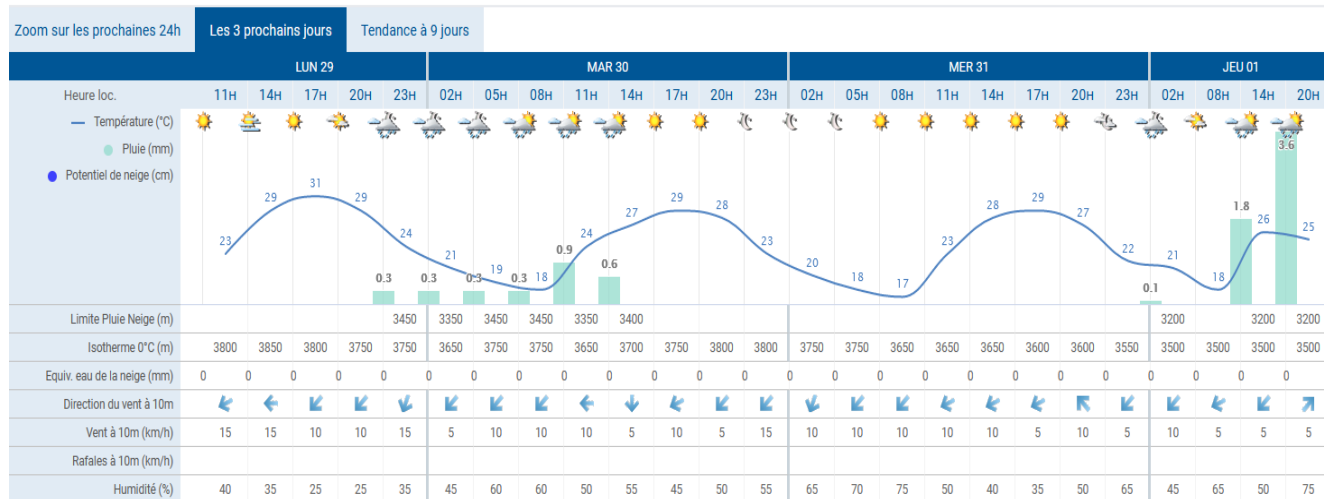 Zoom sur les prochaines 24h Les 3 prochains jours Tendance à 9 jours
LUN 29 MAR 30 MER 31 JEU 01
Heure loc. 11H 14H 17H 20H 23H 02H 05H 08H 11H 14H 17H 20H 23H 02H 05H 08H 11H 14H 17H 20H 23H 02H 08H 14H 20H
Température (°C)
Pluie (mm)
Potentiel de neige (cm)
23 29 31 29 24 21 19 18 24 27 29 28 23 20 18 17 23 28 29 27 22 21 18 26 25
0.3 0.3 0.3 0.3 0.9 0.6 0.1 1.8 3.6
Limite Pluie Neige (m) 3450 3350 3450 3450 3350 3400 3200 3200 3200
Isotherme 0°C (m) 3800 3850 3800 3750 3750 3650 3750 3750 3650 3700 3750 3800 3800 3750 3750 3650 3650 3650 3600 3600 3550 3500 3500 3500 3500
Equiv. eau de la neige (mm) 0 0 0 0 0 0 0 0 0 0 0 0 0 0 0 0 0 0 0 0 0 0 0 0 0
Direction du vent à 10m
Vent à 10m (km/h) 15 15 10 10 15 5 10 10 10 5 10 5 15 10 10 10 10 10 5 10 5 10 5 5 5
Rafales à 10m (km/h)
Humidité (%) 40 35 25 25 35 45 60 60 50 55 45 50 55 65 70 75 50 40 35 50 65 45 65 50 75